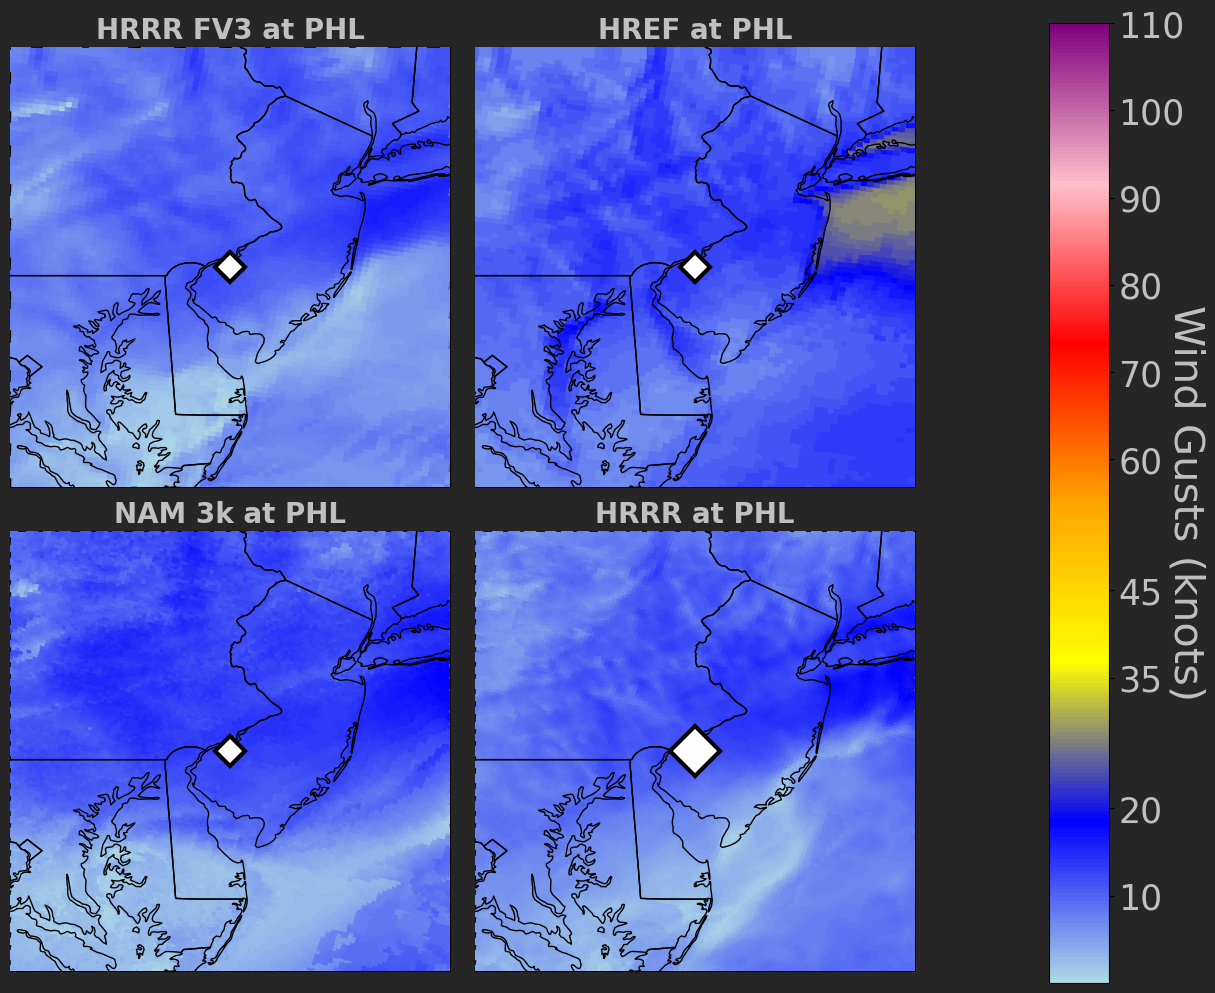 HRRR FV3 at PHL
HREF at PHL
NAM 3k at PHL
HRRR at PHL
110
100
90
80
70
60
45
35
20
10
Wind Gusts (knots)